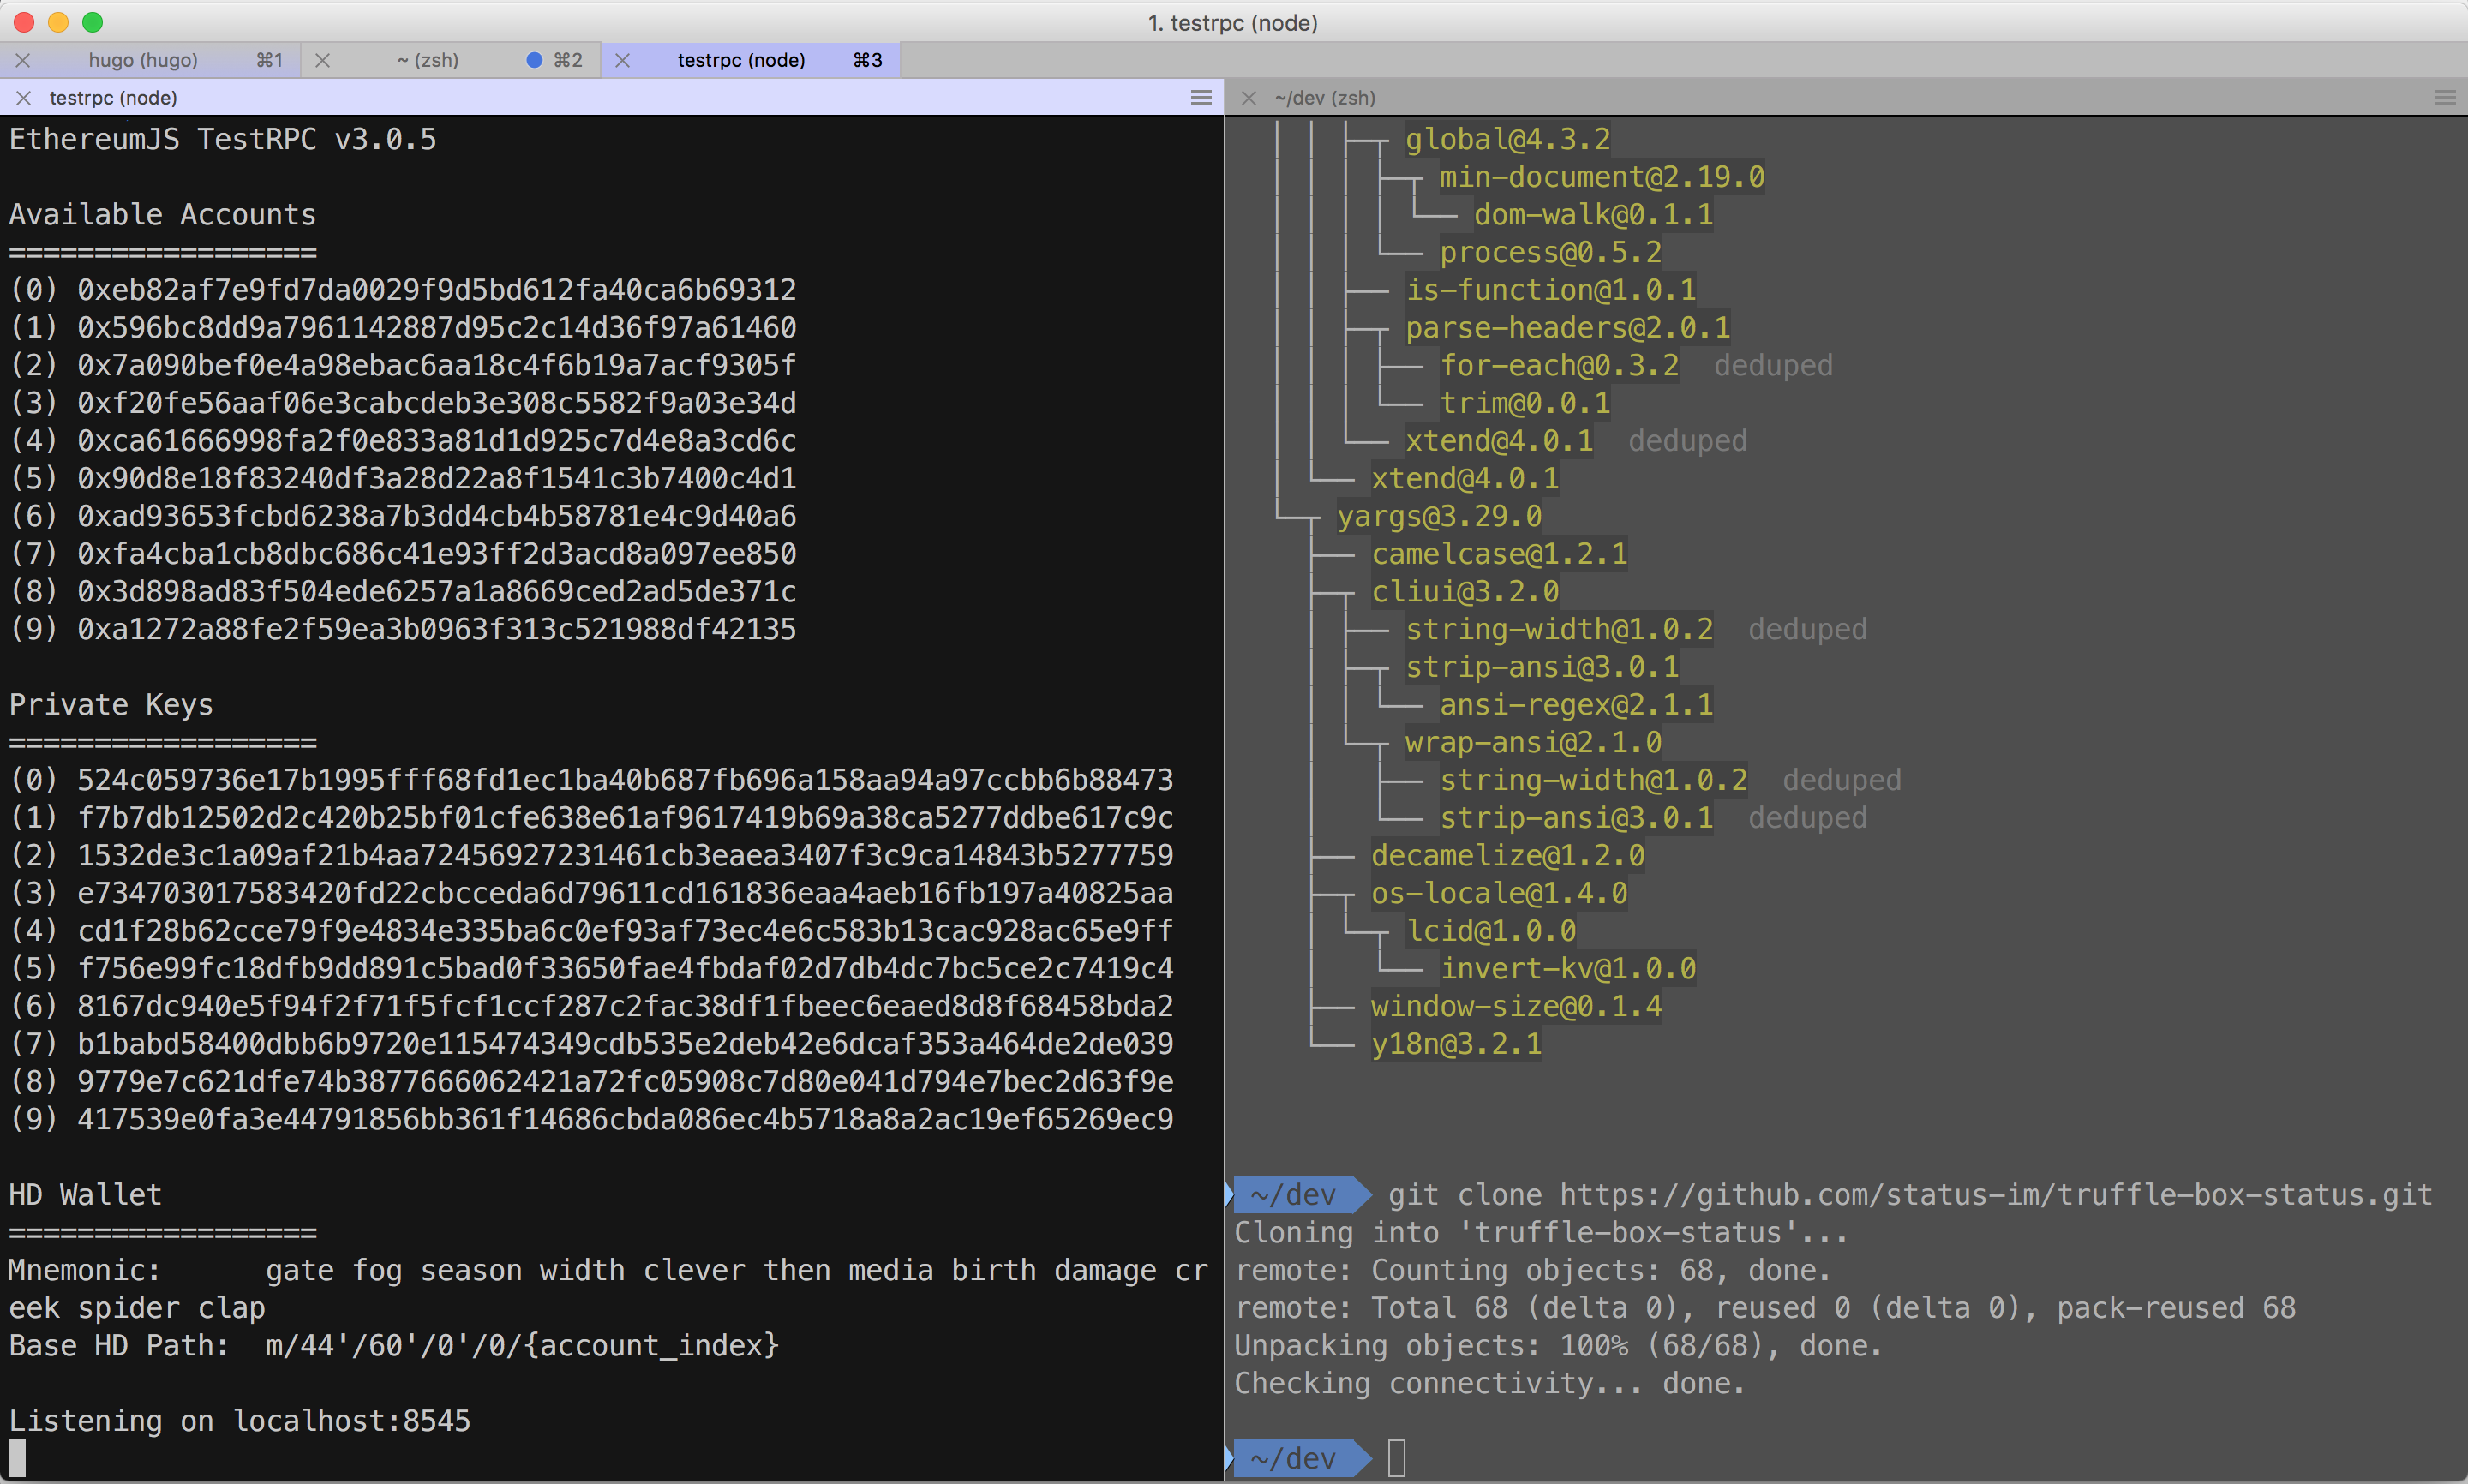 1. testrpc (node)
hugo (hugo) ⌘1
~ (zsh) ⌘2
testrpc (node) ⌘3
testrpc (node)
EthereumJS TestRPC v3.0.5
Available Accounts
==================
(0) 0xeb82af7e9fd7da0029f9d5bd612fa40ca6b69312
(1) 0x596bc8dd9a7961142887d95c2c14d36f97a61460
(2) 0x7a090bef0e4a98ebac6aa18c4f6b19a7acf9305f
(3) 0xf20fe56aaf06e3cabcdeb3e308c5582f9a03e34d
(4) 0xca61666998fa2f0e833a81d1d925c7d4e8a3cd6c
(5) 0x90d8e18f83240df3a28d22a8f1541c3b7400c4d1
(6) 0xad93653fcbd6238a7b3dd4cb4b58781e4c9d40a6
(7) 0xfa4cba1cb8dbc686c41e93ff2d3acd8a097ee850
(8) 0x3d898ad83f504ede6257a1a8669ced2ad5de371c
(9) 0xa1272a88fe2f59ea3b0963f313c521988df42135
Private Keys
==================
(0) 524c059736e17b1995fff68fd1ec1ba40b687fb696a158aa94a97ccbb6b88473
(1) f7b7db12502d2c420b25bf01cfe638e61af9617419b69a38ca5277ddbe617c9c
(2) 1532de3c1a09af21b4aa72456927231461cb3eaea3407f3c9ca14843b5277759
(3) e734703017583420fd22cbcceda6d79611cd161836eaa4aeb16fb197a40825aa
(4) cd1f28b62cce79f9e4834e335ba6c0ef93af73ec4e6c583b13cac928ac65e9ff
(5) f756e99fc18dfb9dd891c5bad0f33650fae4fbdaf02d7db4dc7bc5ce2c7419c4
(6) 8167dc940e5f94f2f71f5fcf1ccf287c2fac38df1fbeec6eaed8d8f68458bda2
(7) b1babd58400dbb6b9720e115474349cdb535e2deb42e6dcaf353a464de2de039
(8) 9779e7c621dfe74b3877666062421a72fc05908c7d80e041d794e7bec2d63f9e
(9) 417539e0fa3e44791856bb361f14686cbda086ec4b5718a8a2ac19ef65269ec9
HD Wallet
==================
Mnemonic:      gate fog season width clever then media birth damage cr
eek spider clap
Base HD Path:  m/44'/60'/0'/0/{account_index}
Listening on localhost:8545
~/dev (zsh)
global@4.3.2
min-document@2.19.0
dom-walk@0.1.1
process@0.5.2
is-function@1.0.1
parse-headers@2.0.1
for-each@0.3.2  deduped
trim@0.0.1
xtend@4.0.1  deduped
xtend@4.0.1
yargs@3.29.0
camelcase@1.2.1
cliui@3.2.0
string-width@1.0.2  deduped
strip-ansi@3.0.1
ansi-regex@2.1.1
wrap-ansi@2.1.0
string-width@1.0.2  deduped
strip-ansi@3.0.1  deduped
decamelize@1.2.0
os-locale@1.4.0
lcid@1.0.0
invert-kv@1.0.0
window-size@0.1.4
y18n@3.2.1
~/dev git clone https://github.com/status-im/truffle-box-status.git
Cloning into 'truffle-box-status'...
remote: Counting objects: 68, done.
remote: Total 68 (delta 0), reused 0 (delta 0), pack-reused 68
Unpacking objects: 100% (68/68), done.
Checking connectivity... done.
~/dev